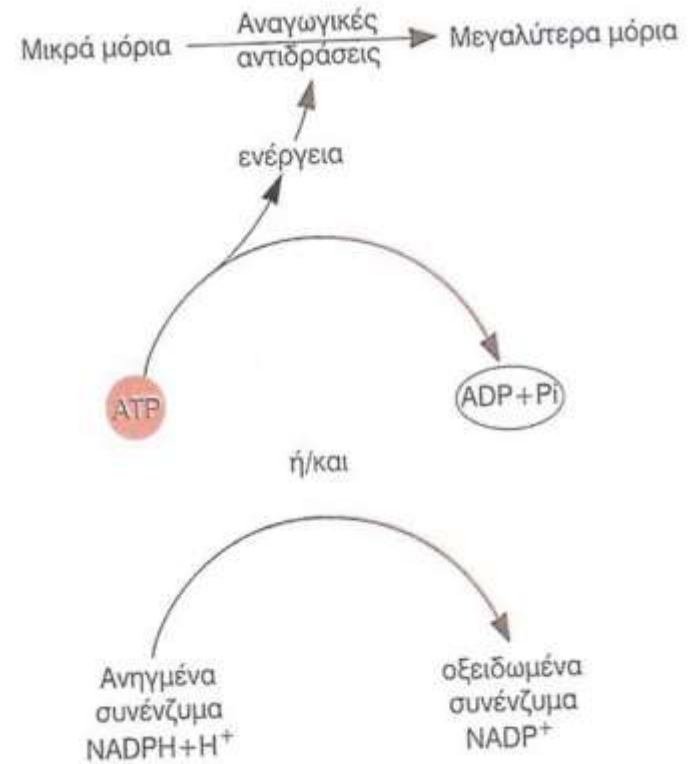 Μικρά μόρια
Αναγωγικές
αντιδράσεις
Μεγαλύτερα μόρια
ενέργεια
ATP
ADP+Pi
ή/και
Ανηγμένα
συνένζυμα
NADPH+H⁺
οξειδωμένα
συνένζυμα
NADP⁺